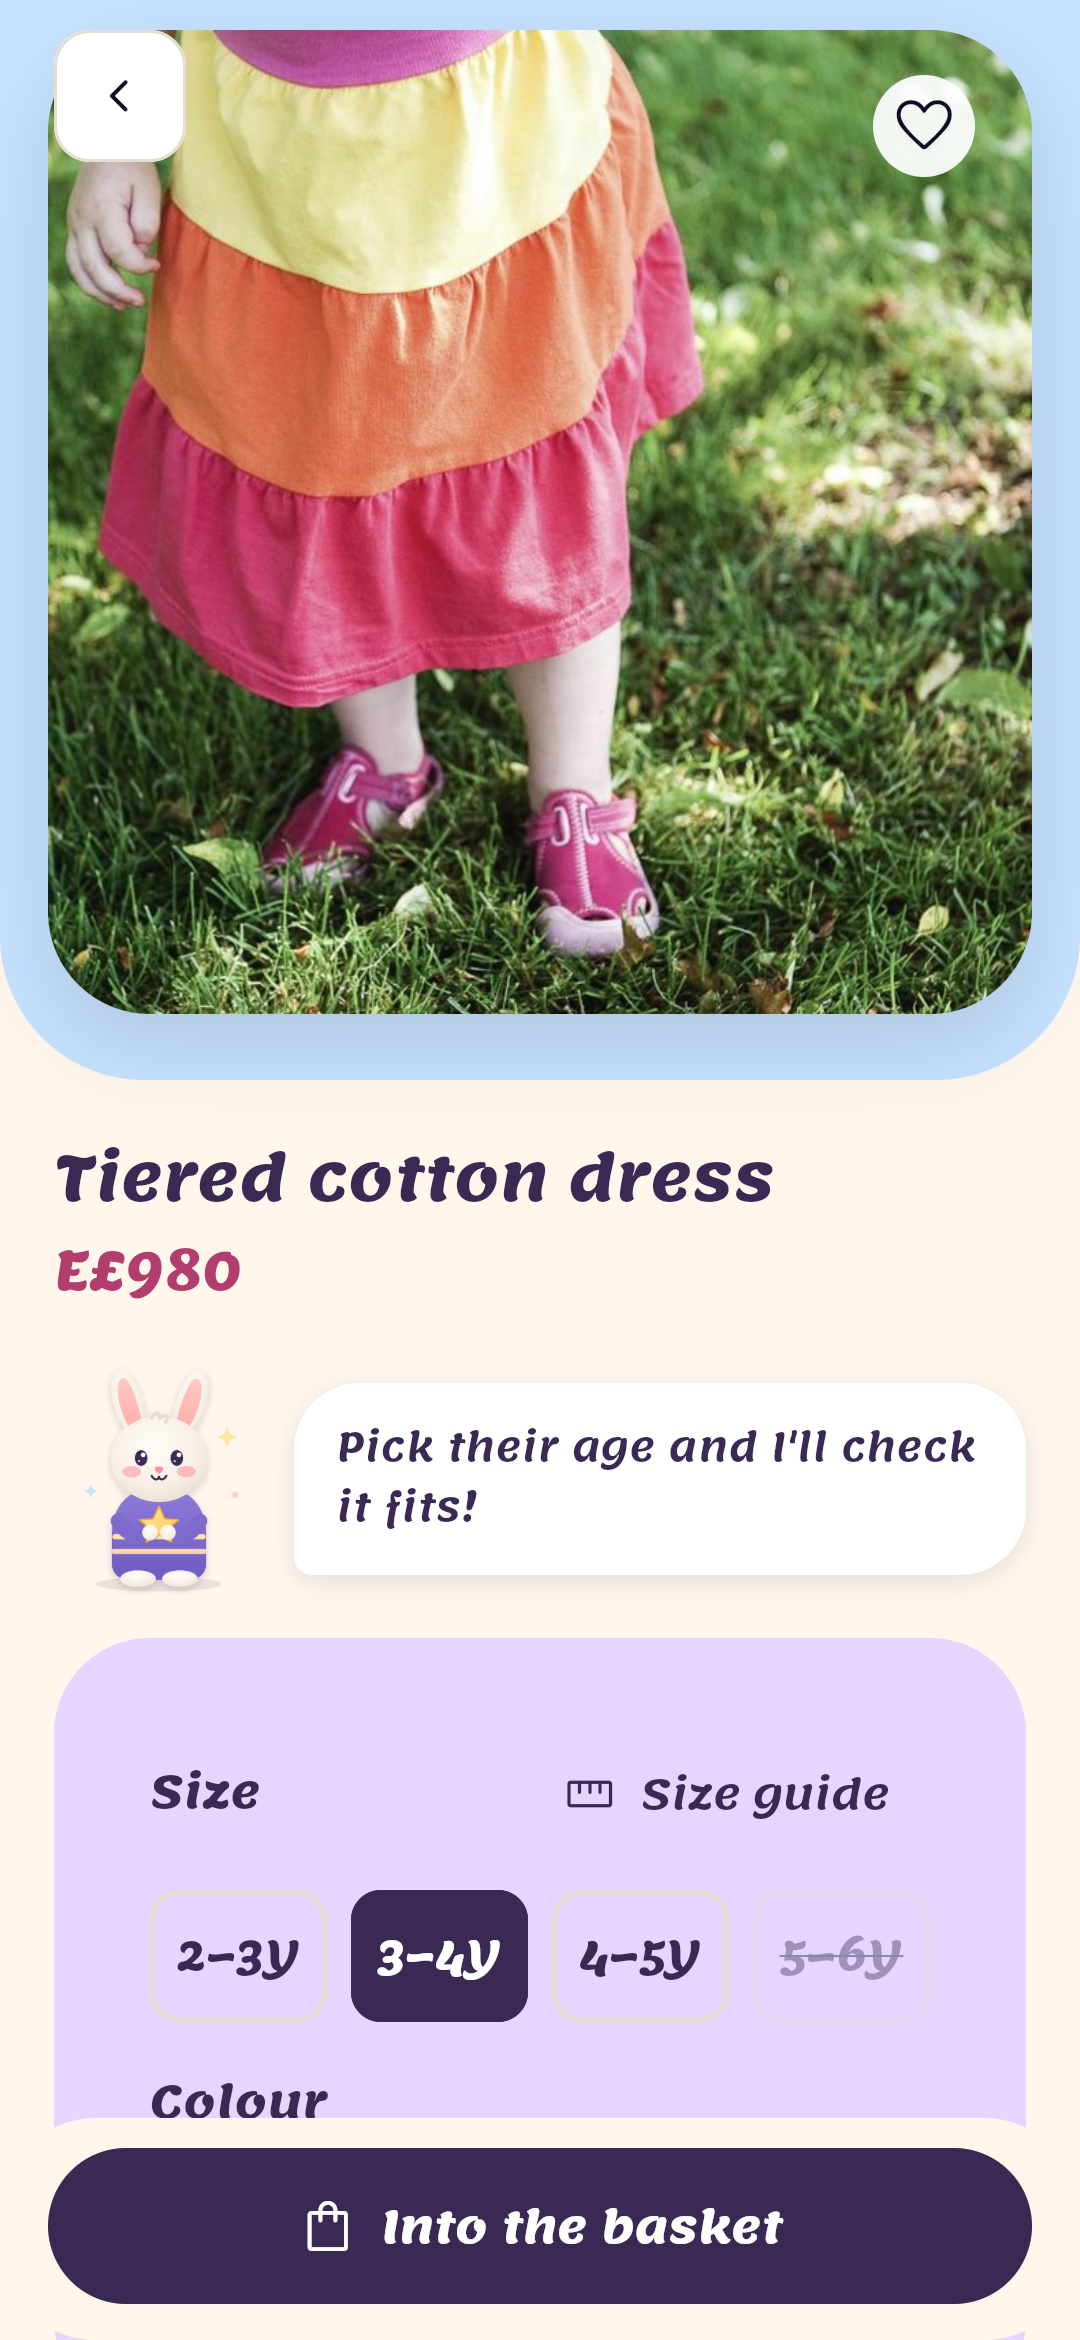 Tiered cotton dress
E£980
Pick their age and I'll check
it fits!
Size
Size guide
2–3Y
3–4Y
4–5Y
5–6Y
Colour
Into the basket